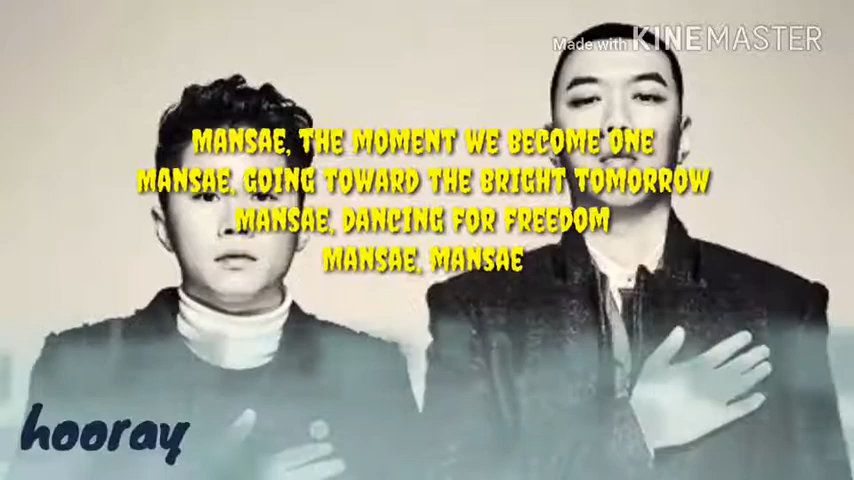 Made with KINEMASTER
MANSAE, THE MOMENT WE BECOME ONE
MANSAE, GOING TOWARD THE BRIGHT TOMORROW
MANSAE, DANCING FOR FREEDOM
MANSAE, MANSAE
hooray